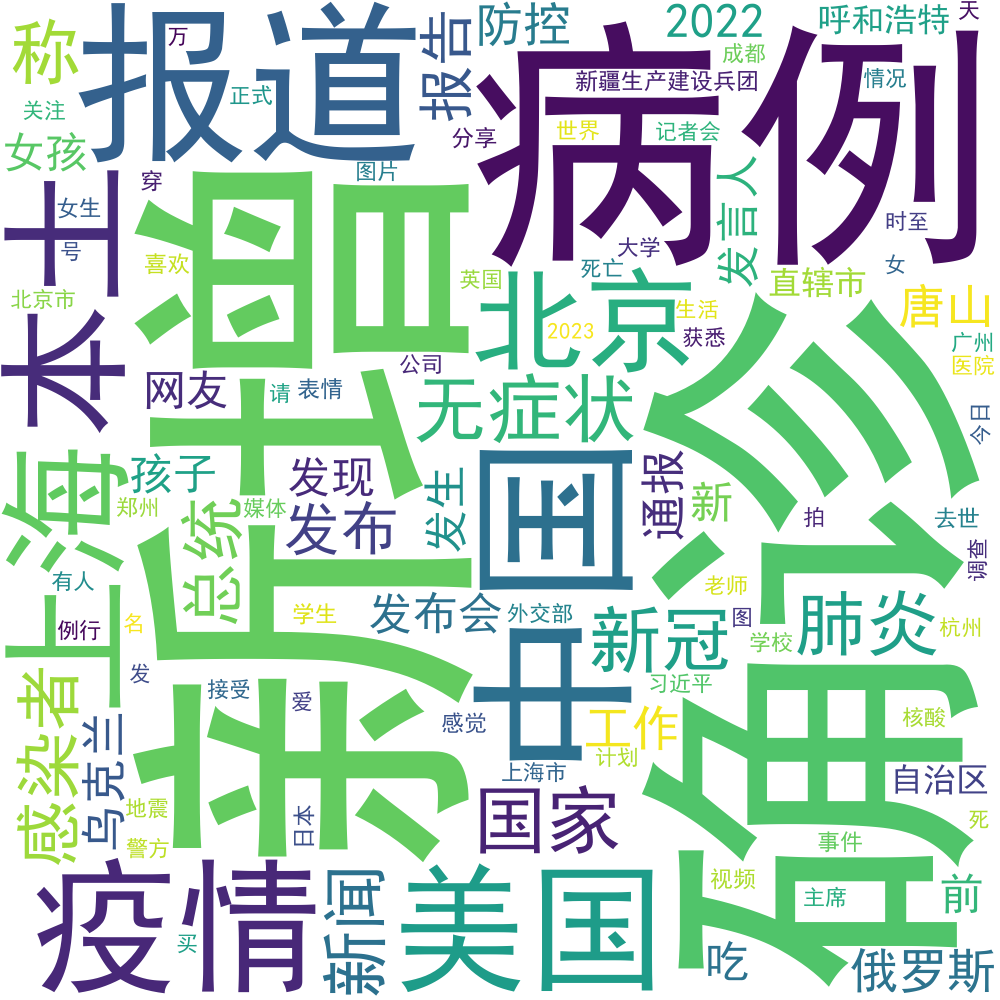 称
报道
报告
防控
2022
呼和浩特
天
万
成都
关注
正式
新疆生产建设兵团
情况
病例
女孩
分享
世界
记者会
本土
穿
图片
女生
号
新增
大学
发言人
时至
喜欢
死亡
女
北京市
英国
北京
直辖市
唐山
生活
2023
获悉
广州
公司
医院
网友
请
表情
无症状
确诊
今日
上海
孩子
发现
通报
郑州
总统
媒体
发布
发生
中国
新
拍
去世
调查
有人
老师
例行
名
学生
发布会
外交部
新冠
图
肺炎
学校
杭州
感染者
发
接受
爱
感觉
习近平
乌克兰
工作
核酸
上海市
计划
自治区
地震
日本
国家
死
警方
事件
疫情
新闻
美国
视频
主席
前
买
吃
俄罗斯